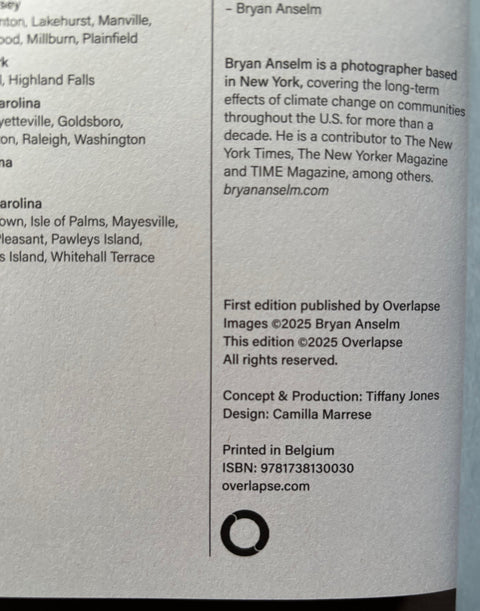 nton, Lakehurst, Manville,
ood, Millburn, Plainfield
k
l, Highland Falls
arolina
yetteville, Goldsboro,
on, Raleigh, Washington
na
arolina
own, Isle of Palms, Mayesville,
Pleasant, Pawleys Island,
s Island, Whitehall Terrace
– Bryan Anselm
Bryan Anselm is a photographer based
in New York, covering the long-term
effects of climate change on communities
throughout the U.S. for more than a
decade. He is a contributor to The New
York Times, The New Yorker Magazine
and TIME Magazine, among others.
bryananselm.com
First edition published by Overlapse
Images ©2025 Bryan Anselm
This edition ©2025 Overlapse
All rights reserved.
Concept & Production: Tiffany Jones
Design: Camilla Marrese
Printed in Belgium
ISBN: 9781738130030
overlapse.com